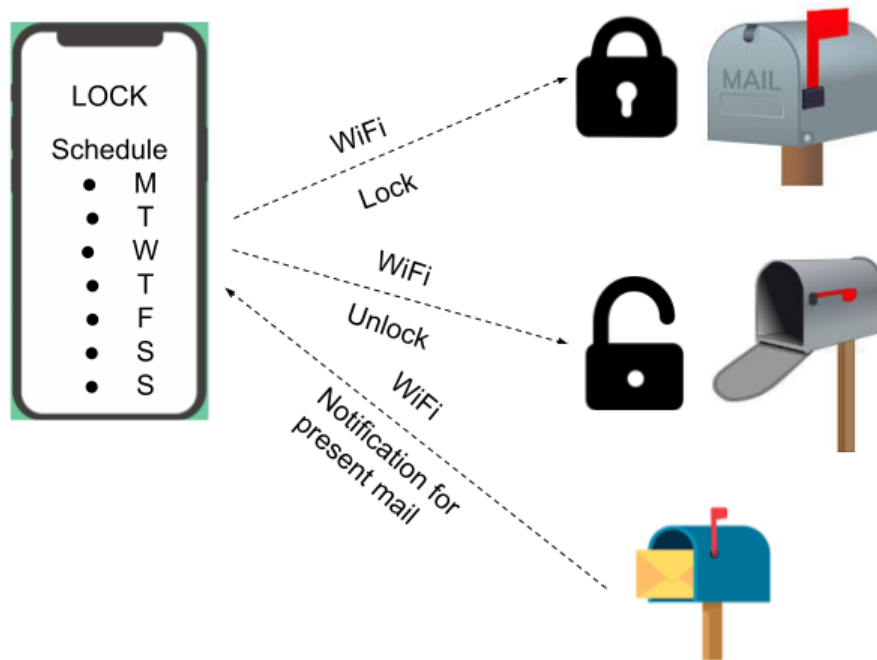 LOCK
Schedule
● M
● T
● W
● T
● F
● S
● S
WiFi
Lock
WiFi
Unlock
WiFi
Notification for
present mail
MAIL